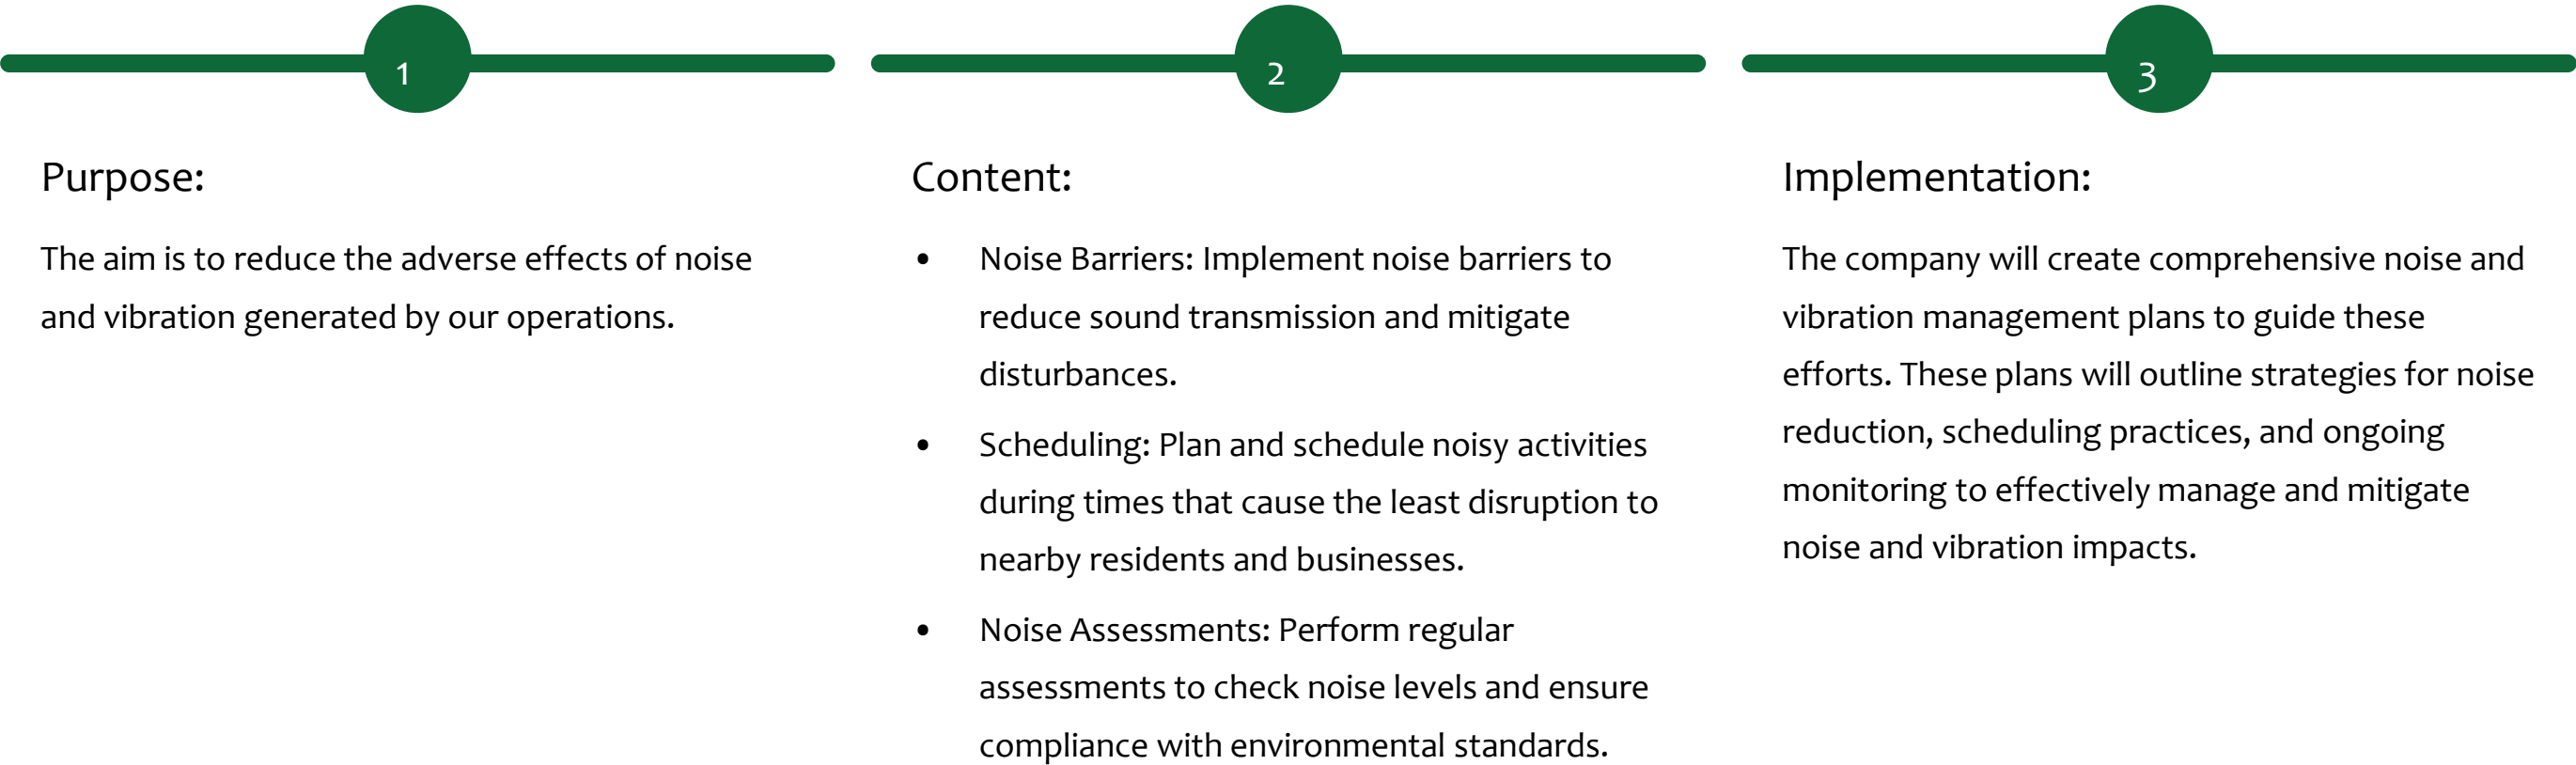 1
Purpose:
The aim is to reduce the adverse effects of noise
and vibration generated by our operations.
2
Content:
• Noise Barriers: Implement noise barriers to
reduce sound transmission and mitigate
disturbances.
• Scheduling: Plan and schedule noisy activities
during times that cause the least disruption to
nearby residents and businesses.
• Noise Assessments: Perform regular
assessments to check noise levels and ensure
compliance with environmental standards.
3
Implementation:
The company will create comprehensive noise and
vibration management plans to guide these
efforts. These plans will outline strategies for noise
reduction, scheduling practices, and ongoing
monitoring to effectively manage and mitigate
noise and vibration impacts.